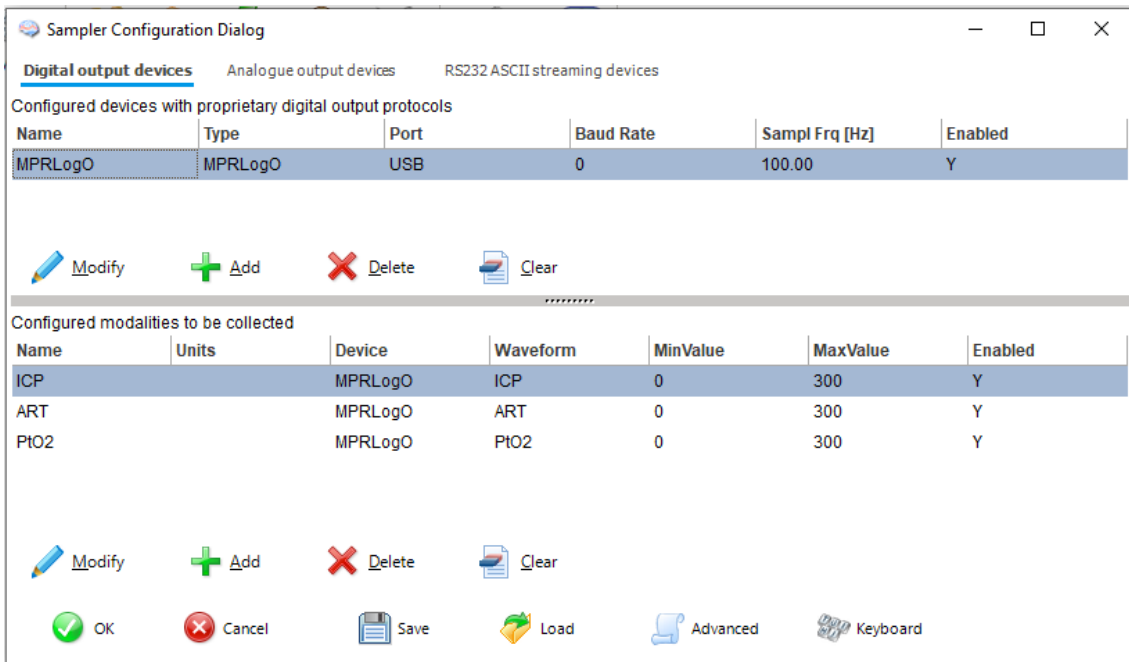 Sampler Configuration Dialog
Digital output devices Analogue output devices RS232 ASCII streaming devices
Configured devices with proprietary digital output protocols
Name Type Port Baud Rate Sampl Frq [Hz] Enabled
MPRLogO MPRLogO USB 0 100.00 Y
Modify Add Delete Clear
Configured modalities to be collected
Name Units Device Waveform MinValue MaxValue Enabled
ICP MPRLogO ICP 0 300 Y
ART MPRLogO ART 0 300 Y
PtO2 MPRLogO PtO2 0 300 Y
Modify Add Delete Clear
OK Cancel Save Load Advanced Keyboard